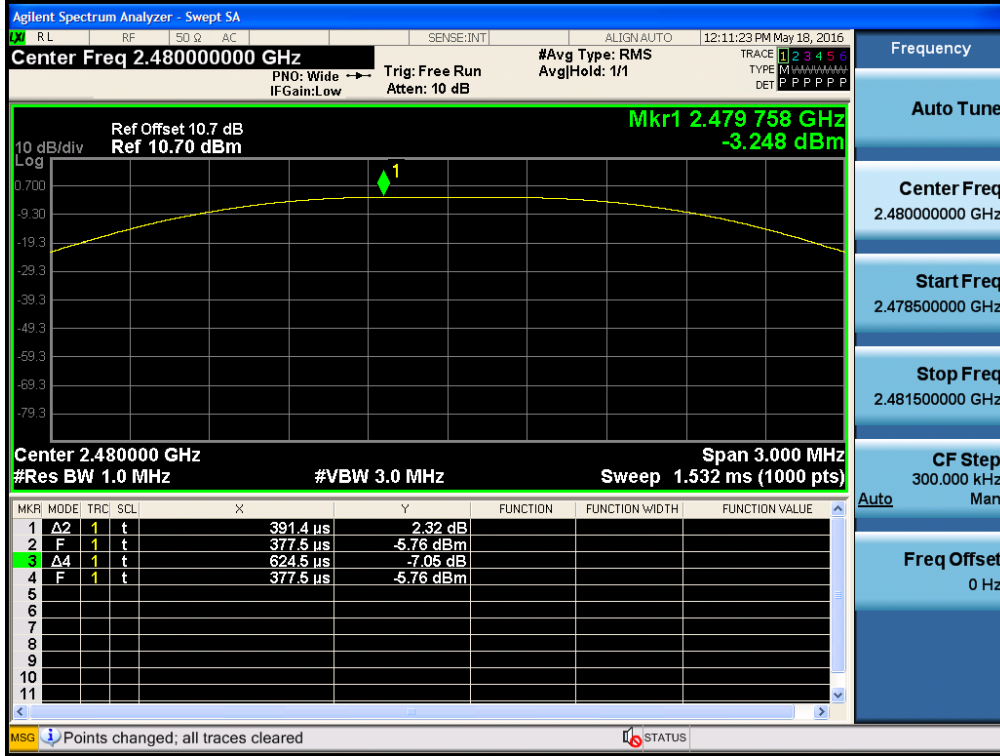 Agilent Spectrum Analyzer - Swept SA
LXI RL RF 50 Ω AC SENSE:INT ALIGN AUTO 12:11:23 PM May 18, 2016
Center Freq 2.480000000 GHz #Avg Type: RMS TRACE 1 2 3 4 5 6
PNO: Wide Trig: Free Run Avg|Hold: 1/1 TYPE M
IFGain:Low Atten: 10 dB DET P P P P P P
Mkr1 2.479 758 GHz
-3.248 dBm
Ref Offset 10.7 dB
10 dB/div Ref 10.70 dBm
Log
1
0.700
-9.30
-19.3
-29.3
-39.3
-49.3
-59.3
-69.3
-79.3
Center 2.480000 GHz Span 3.000 MHz
#Res BW 1.0 MHz #VBW 3.0 MHz Sweep 1.532 ms (1000 pts)
MKR MODE TRC SCL X Y FUNCTION FUNCTION WIDTH FUNCTION VALUE
1 Δ2 1 t 391.4 µs 2.32 dB
2 F 1 t 377.5 µs -5.76 dBm
3 Δ4 1 t 624.5 µs -7.05 dB
4 F 1 t 377.5 µs -5.76 dBm
5
6
7
8
9
10
11
MSG Points changed; all traces cleared STATUS
Frequency
Auto Tune
Center Freq
2.480000000 GHz
Start Freq
2.478500000 GHz
Stop Freq
2.481500000 GHz
CF Step
300.000 kHz
Auto Man
Freq Offset
0 Hz